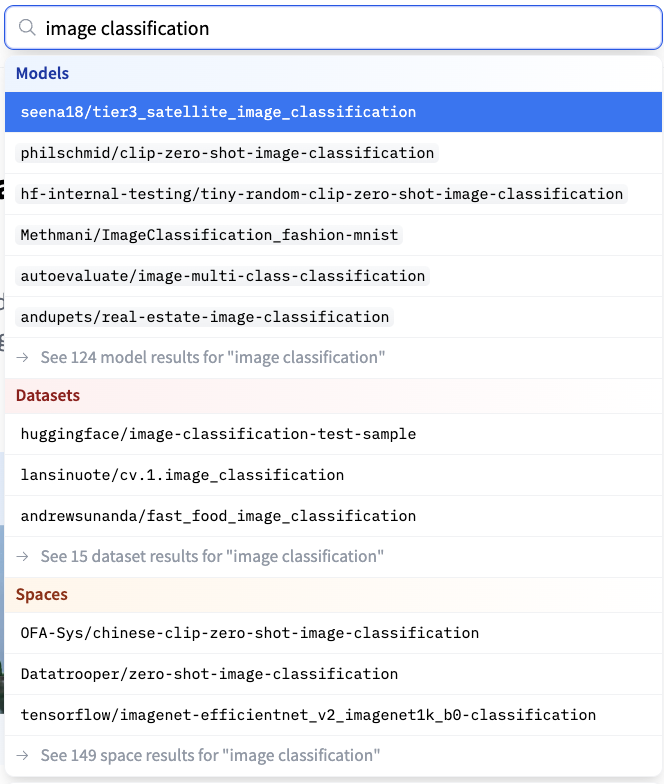 image classification
Models
seena18/tier3_satellite_image_classification
philschmid/clip-zero-shot-image-classification
hf-internal-testing/tiny-random-clip-zero-shot-image-classification
Methmani/ImageClassification_fashion-mnist
autoevaluate/image-multi-class-classification
andupets/real-estate-image-classification
→ See 124 model results for "image classification"
Datasets
huggingface/image-classification-test-sample
lansinuote/cv.1.image_classification
andrewsunanda/fast_food_image_classification
→ See 15 dataset results for "image classification"
Spaces
OFA-Sys/chinese-clip-zero-shot-image-classification
Datatrooper/zero-shot-image-classification
tensorflow/imagenet-efficientnet_v2_imagenet1k_b0-classification
→ See 149 space results for "image classification"